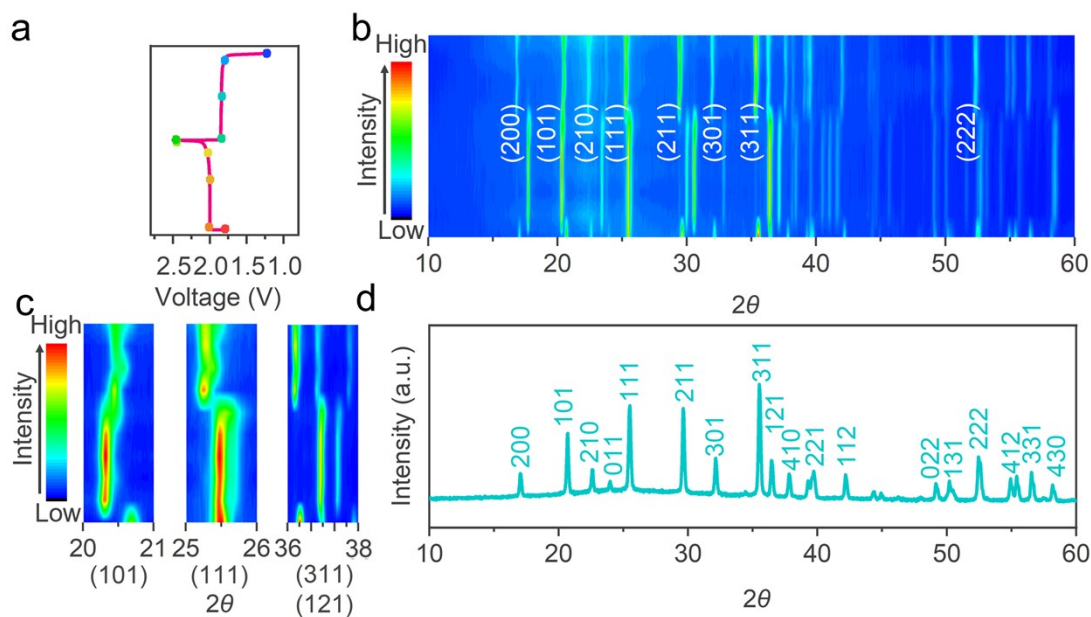 a
2.5 2.0 1.5 1.0
Voltage (V)
b
High
Intensity
Low
(200)
(101)
(210)
(111)
(211)
(301)
(311)
(222)
10 20 30 40 50 60
2θ
c
High
Intensity
Low
20 21 25 26 36 38
(101) (111) (311)
2θ (121)
d
Intensity (a.u.)
200
101
210
011
111
211
301
311
121
410
221
112
022
131
222
412
331
430
10 20 30 40 50 60
2θ